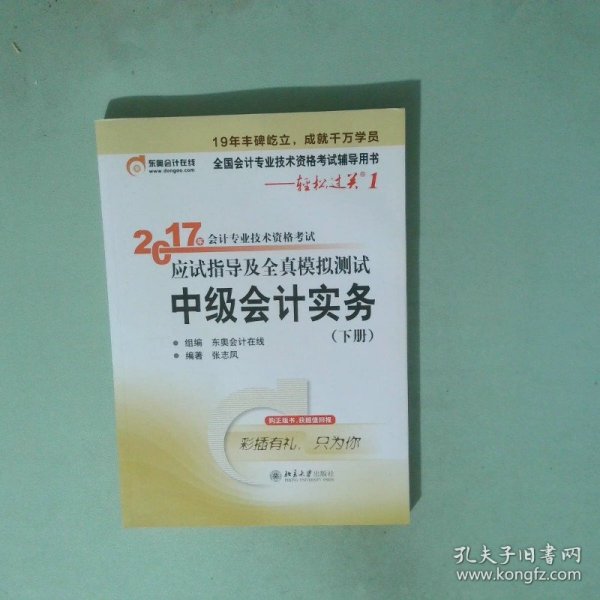 19年丰碑屹立，成就千万学员
东奥会计在线
www.dongao.com
全国会计专业技术资格考试辅导用书
——轻松过关®1
2017年会计专业技术资格考试
应试指导及全真模拟测试
中级会计实务
（下册）
●组编 东奥会计在线
●编著 张志凤
购正版书，获超值回报
彩插有礼，只为你
北京大学出版社
孔夫子旧书网
www.kongfz.com